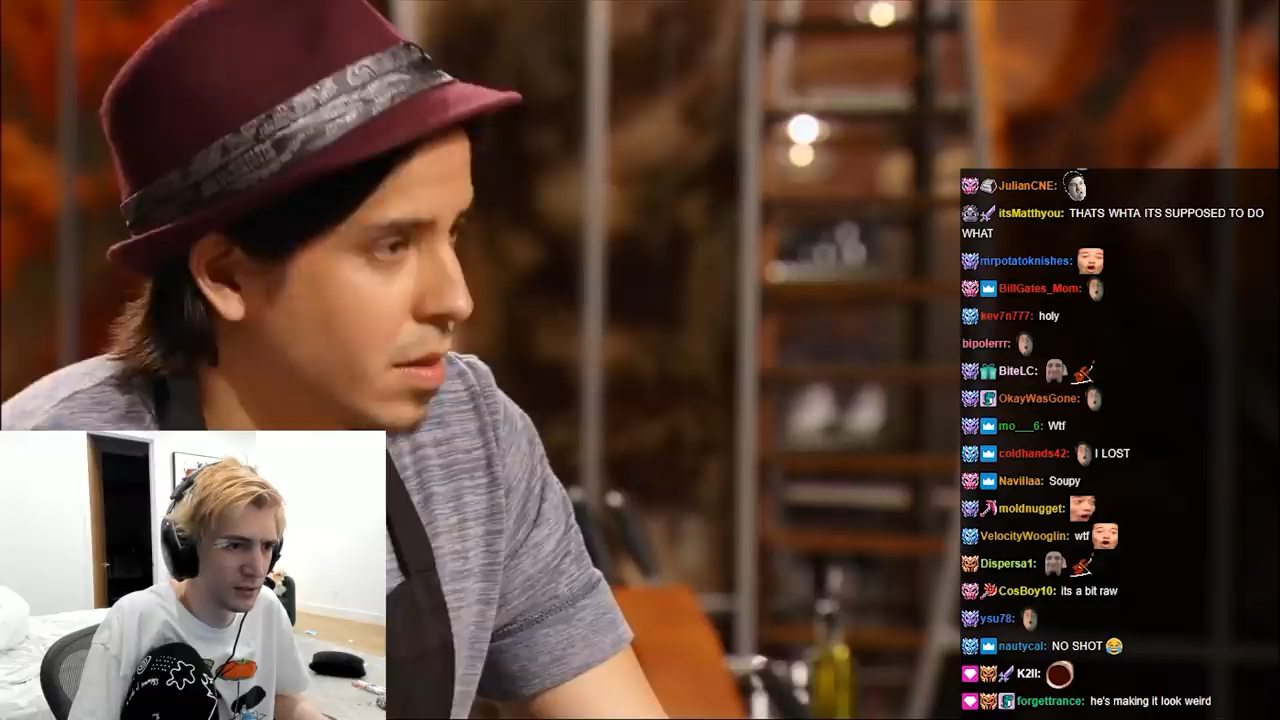 JulianCNE:
itsMatthyou: THATS WHTA ITS SUPPOSED TO DO
WHAT
mrpotatoknishes:
BillGates_Mom:
kev7n777: holy
bipolerrr:
BiteLC:
OkayWasGone:
mo___6: Wtf
coldhands42: I LOST
Navillaa: Soupy
moldnugget:
VelocityWooglin: wtf
Dispersa1:
CosBoy10: its a bit raw
ysu78:
nautycal: NO SHOT
K2II:
forgettrance: he's making it look weird